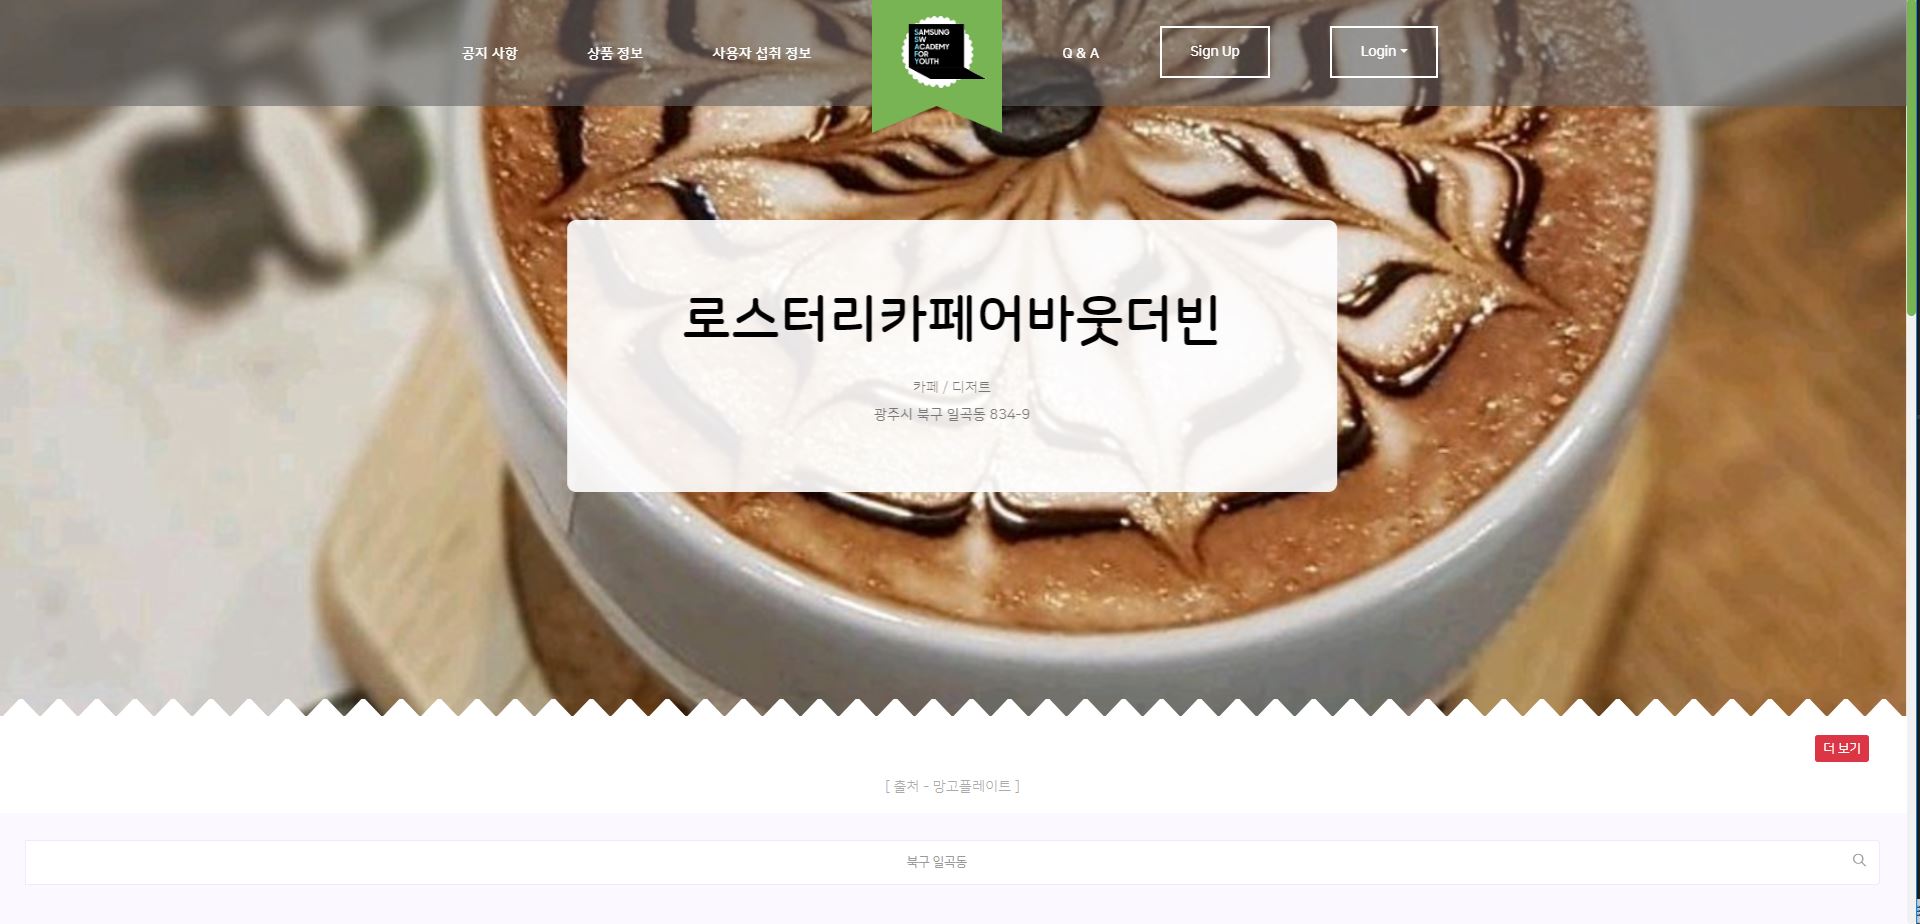 공지 사항
상품 정보
사용자 섭취 정보
SAMSUNG
SW
ACADEMY
FOR
YOUTH
Q & A
Sign Up
Login
로스터리카페어바웃더빈
카페 / 디저트
광주시 북구 일곡동 834-9
더 보기
[ 출처 - 망고플레이트 ]
북구 일곡동